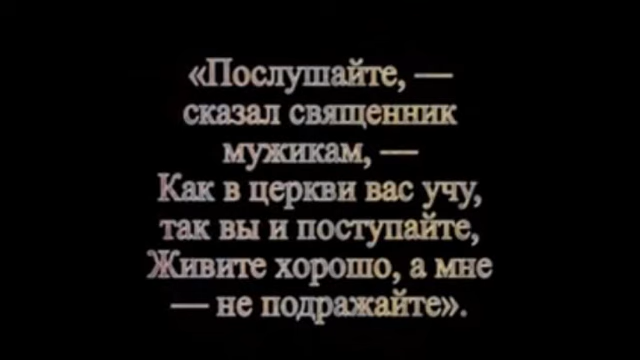 «Послушайте, —
сказал священник
мужикам, —
Как в церкви вас учу,
так вы и поступайте,
Живите хорошо, а мне
— не подражайте».